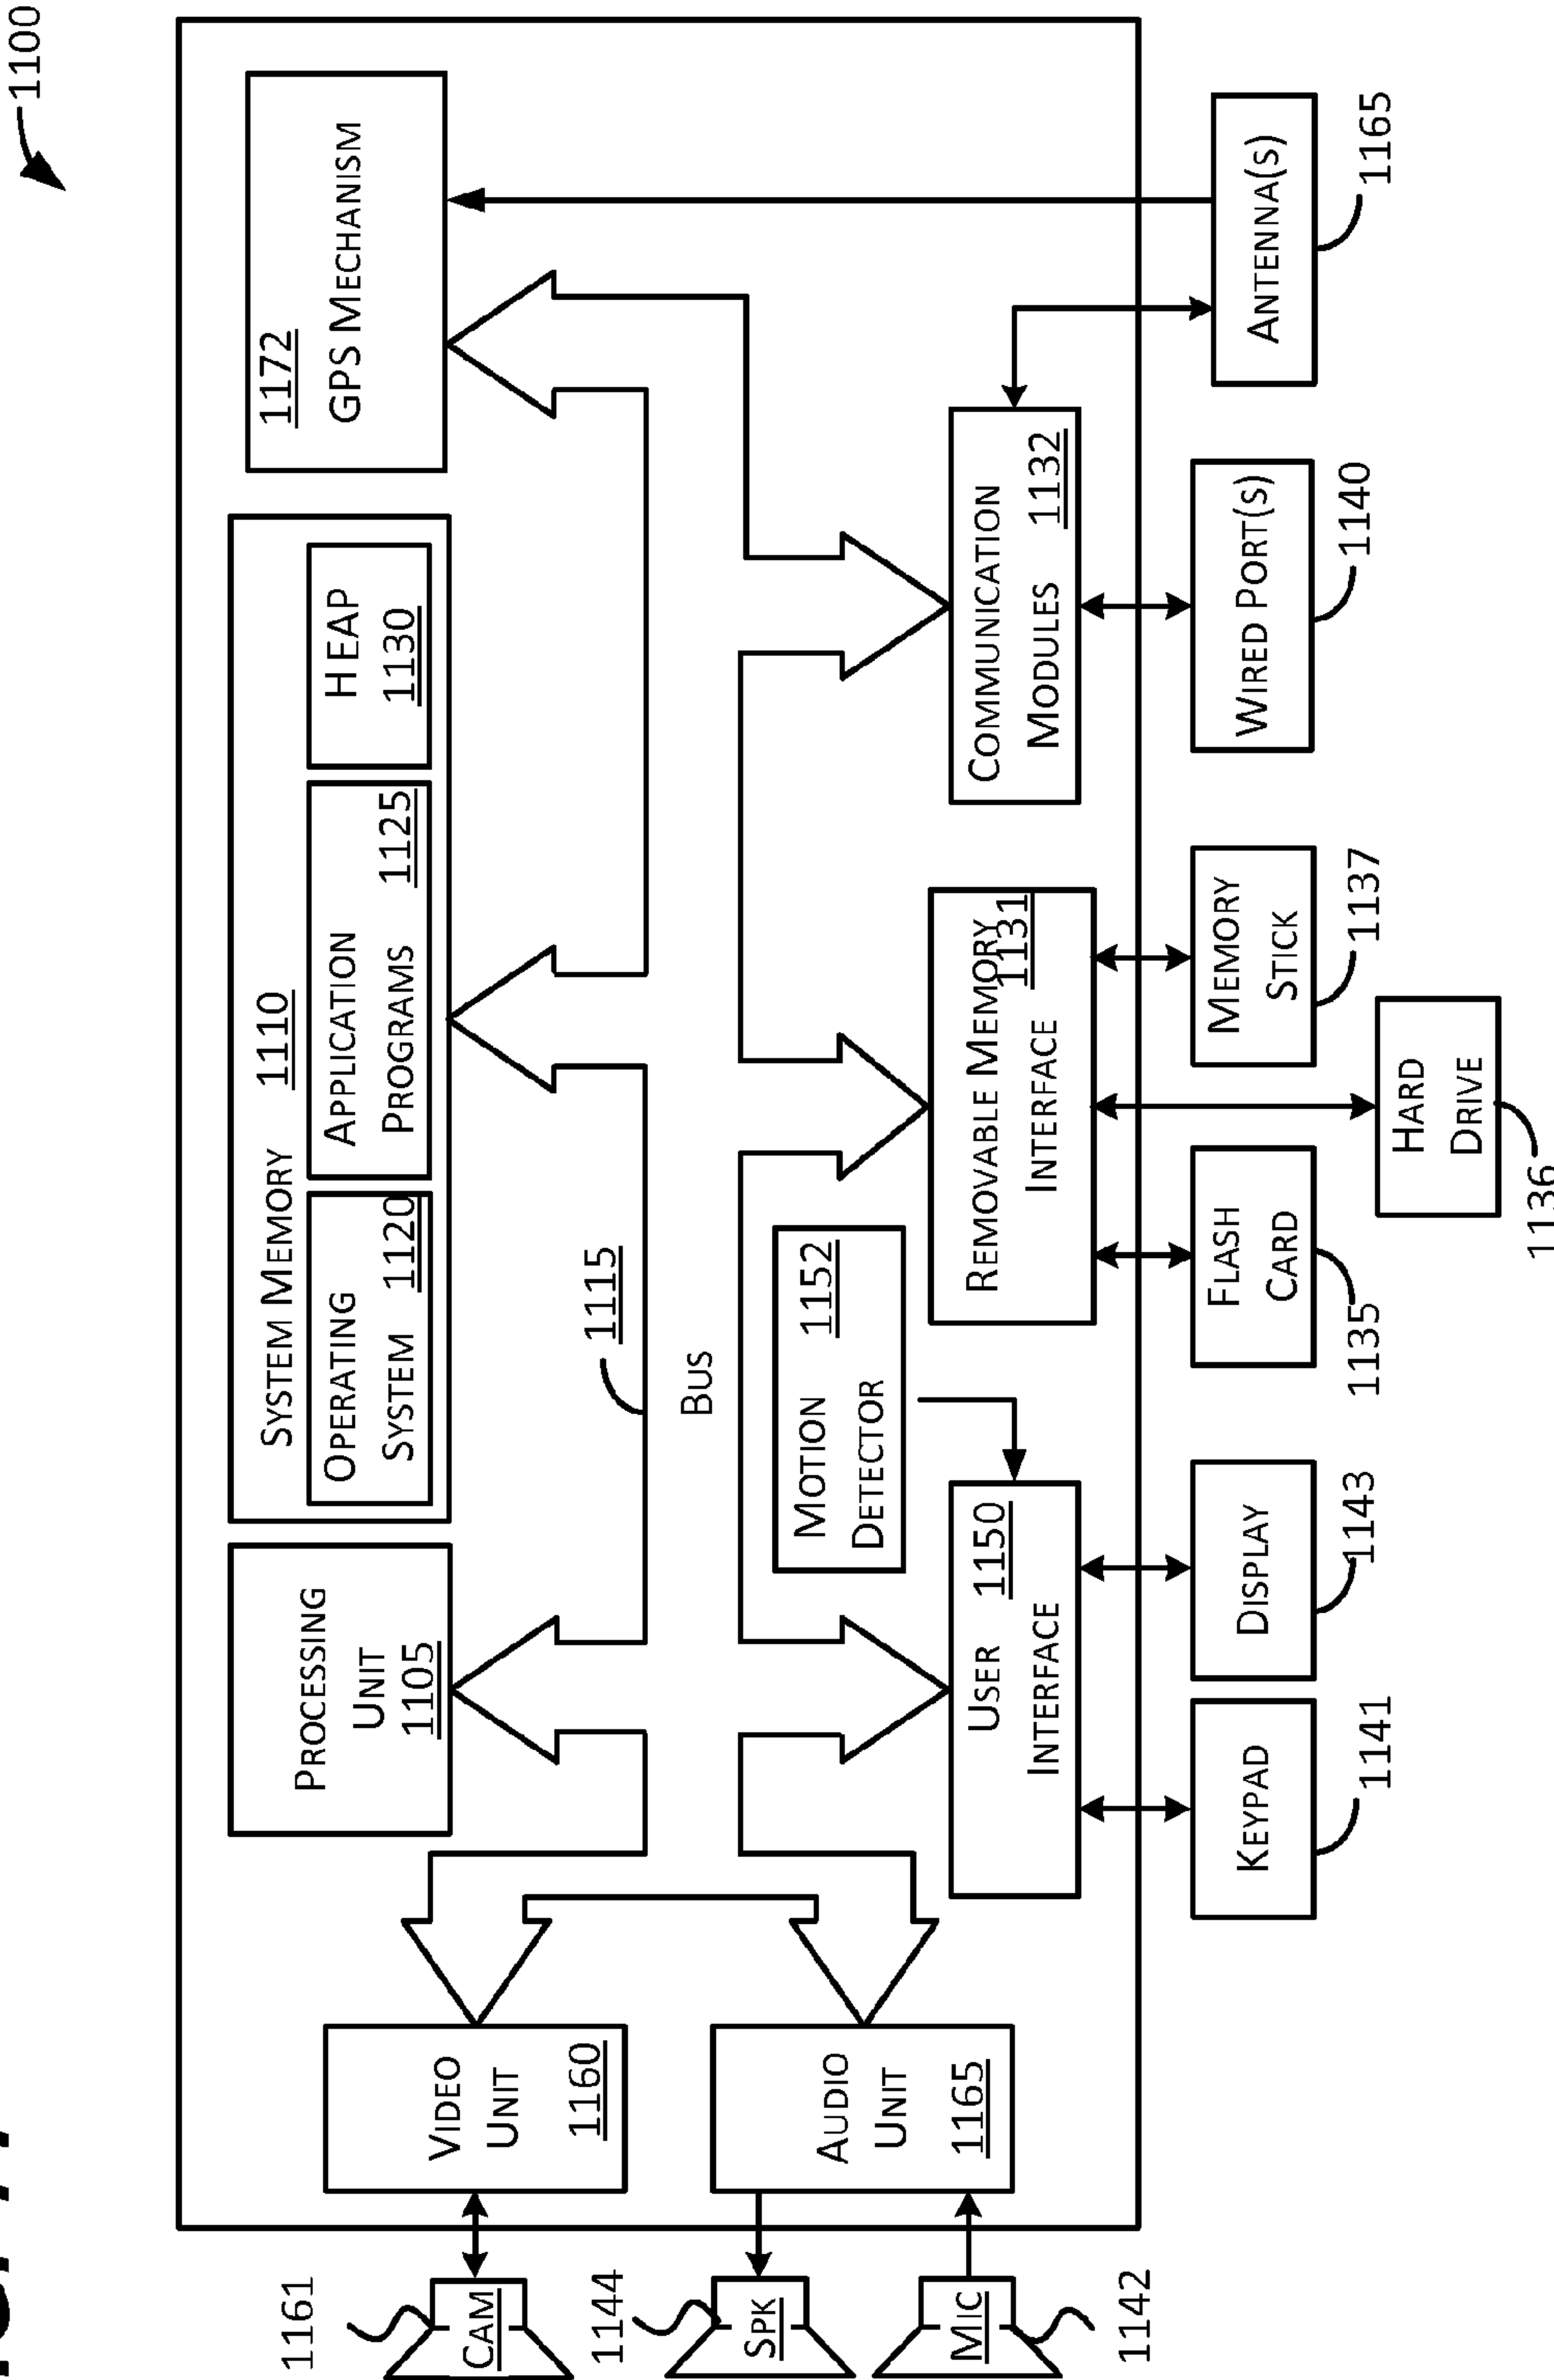 1100
1172
GPS MECHANISM
SYSTEM MEMORY 1110
HEAP
1130
APPLICATION
PROGRAMS 1125
OPERATING
SYSTEM 1120
PROCESSING
UNIT
1105
1115
BUS
VIDEO
UNIT
1160
AUDIO
UNIT
1165
1161
CAM
1144
SPK
MIC
1142
MOTION 1152
DETECTOR
USER 1150
INTERFACE
REMOVABLE MEMORY
1131
INTERFACE
COMMUNICATION
MODULES 1132
KEYPAD
1141
DISPLAY
1143
FLASH
CARD
1135
HARD
DRIVE
1136
MEMORY
STICK
1137
WIRED PORT(S)
1140
ANTENNA(S)
1165